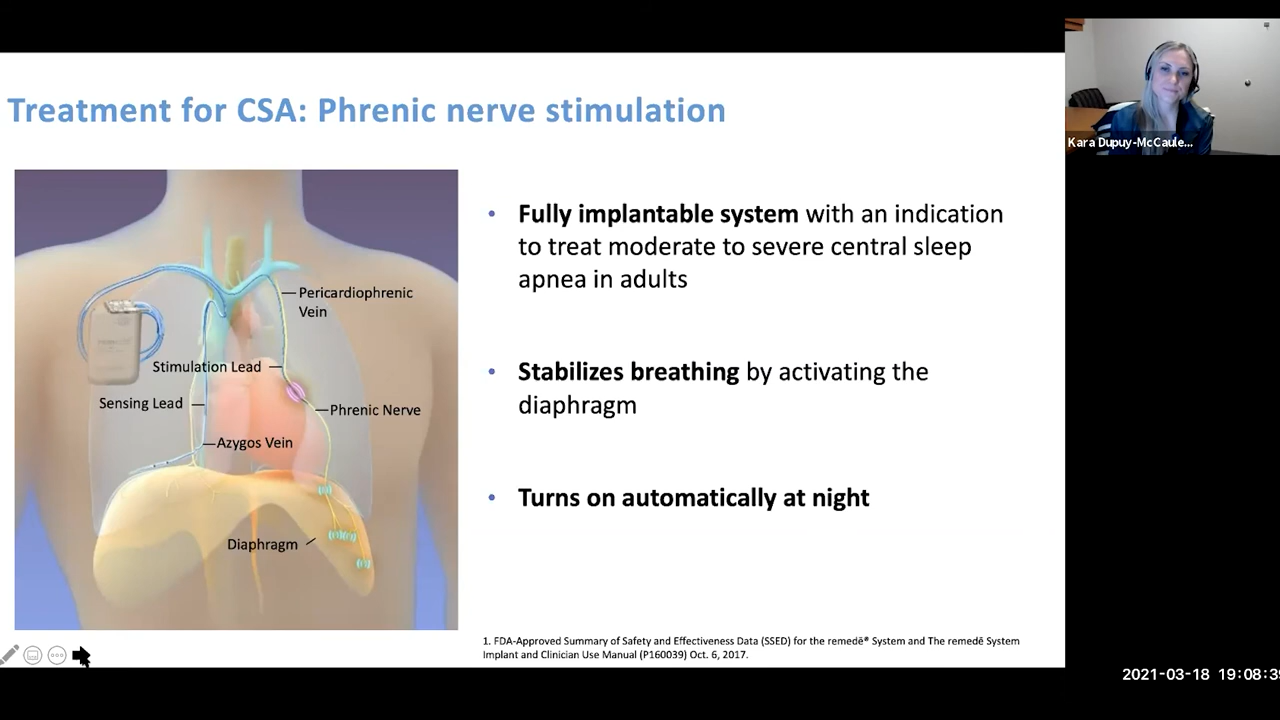 Treatment for CSA: Phrenic nerve stimulation
Kara Dupuy-McCaule...
Pericardiophrenic
Vein
Stimulation Lead
Sensing Lead
Phrenic Nerve
Azygos Vein
Diaphragm
• Fully implantable system with an indication
to treat moderate to severe central sleep
apnea in adults
• Stabilizes breathing by activating the
diaphragm
• Turns on automatically at night
1. FDA-Approved Summary of Safety and Effectiveness Data (SSED) for the remedē® System and The remedē System
Implant and Clinician Use Manual (P160039) Oct. 6, 2017.
2021-03-18 19:08:39